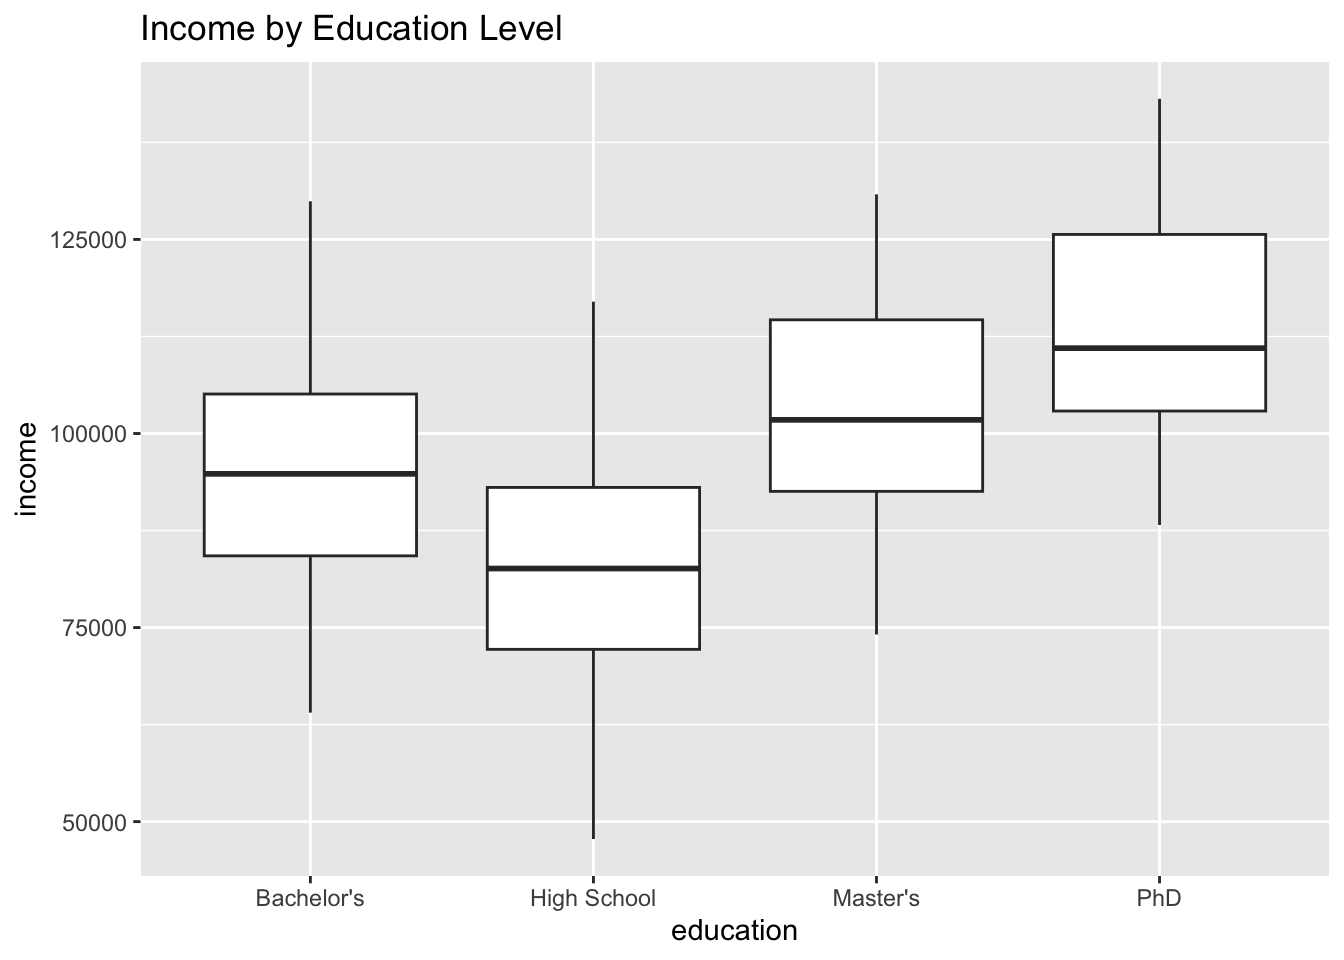 Income by Education Level
income
125000
100000
75000
50000
Bachelor's High School Master's PhD
education